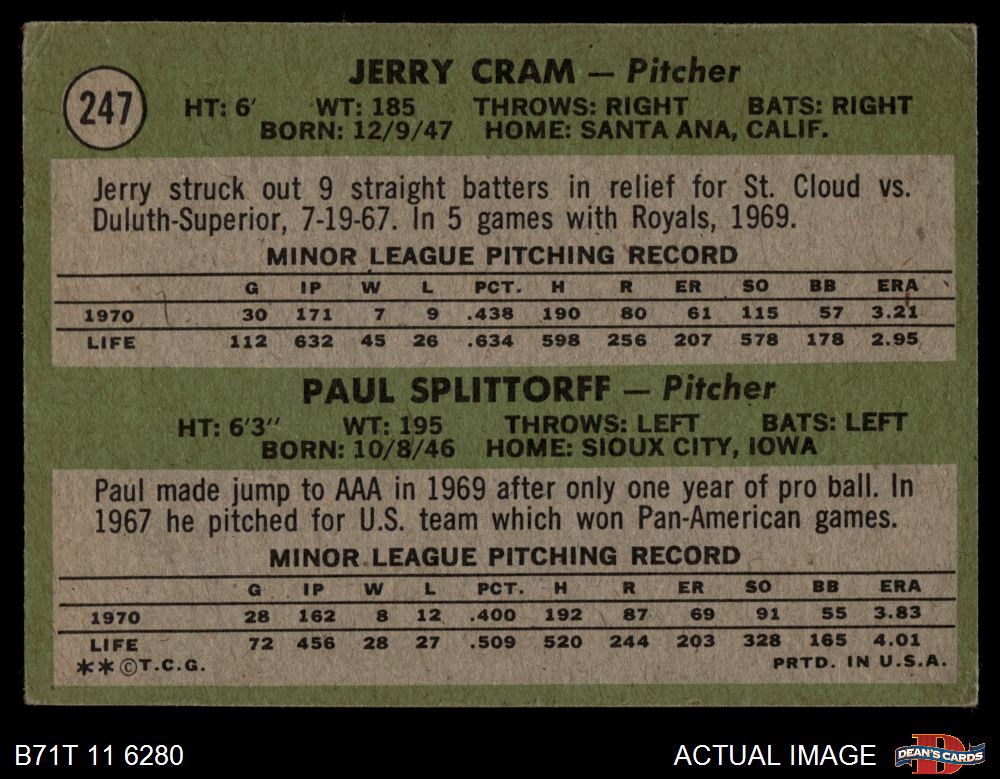 247
JERRY CRAM — Pitcher
HT: 6' WT: 185 THROWS: RIGHT BATS: RIGHT
BORN: 12/9/47 HOME: SANTA ANA, CALIF.
Jerry struck out 9 straight batters in relief for St. Cloud vs.
Duluth-Superior, 7-19-67. In 5 games with Royals, 1969.
MINOR LEAGUE PITCHING RECORD
G IP W L PCT. H R ER SO BB ERA
1970 30 171 7 9 .438 190 80 61 115 57 3.21
LIFE 112 632 45 26 .634 598 256 207 578 178 2.95
PAUL SPLITTORFF — Pitcher
HT: 6'3'' WT: 195 THROWS: LEFT BATS: LEFT
BORN: 10/8/46 HOME: SIOUX CITY, IOWA
Paul made jump to AAA in 1969 after only one year of pro ball. In
1967 he pitched for U.S. team which won Pan-American games.
MINOR LEAGUE PITCHING RECORD
G IP W L PCT. H R ER SO BB ERA
1970 28 162 8 12 .400 192 87 69 91 55 3.83
LIFE 72 456 28 27 .509 520 244 203 328 165 4.01
**©T.C.G. PRTD. IN U.S.A.
B71T 11 6280 ACTUAL IMAGE D DEAN'S CARDS